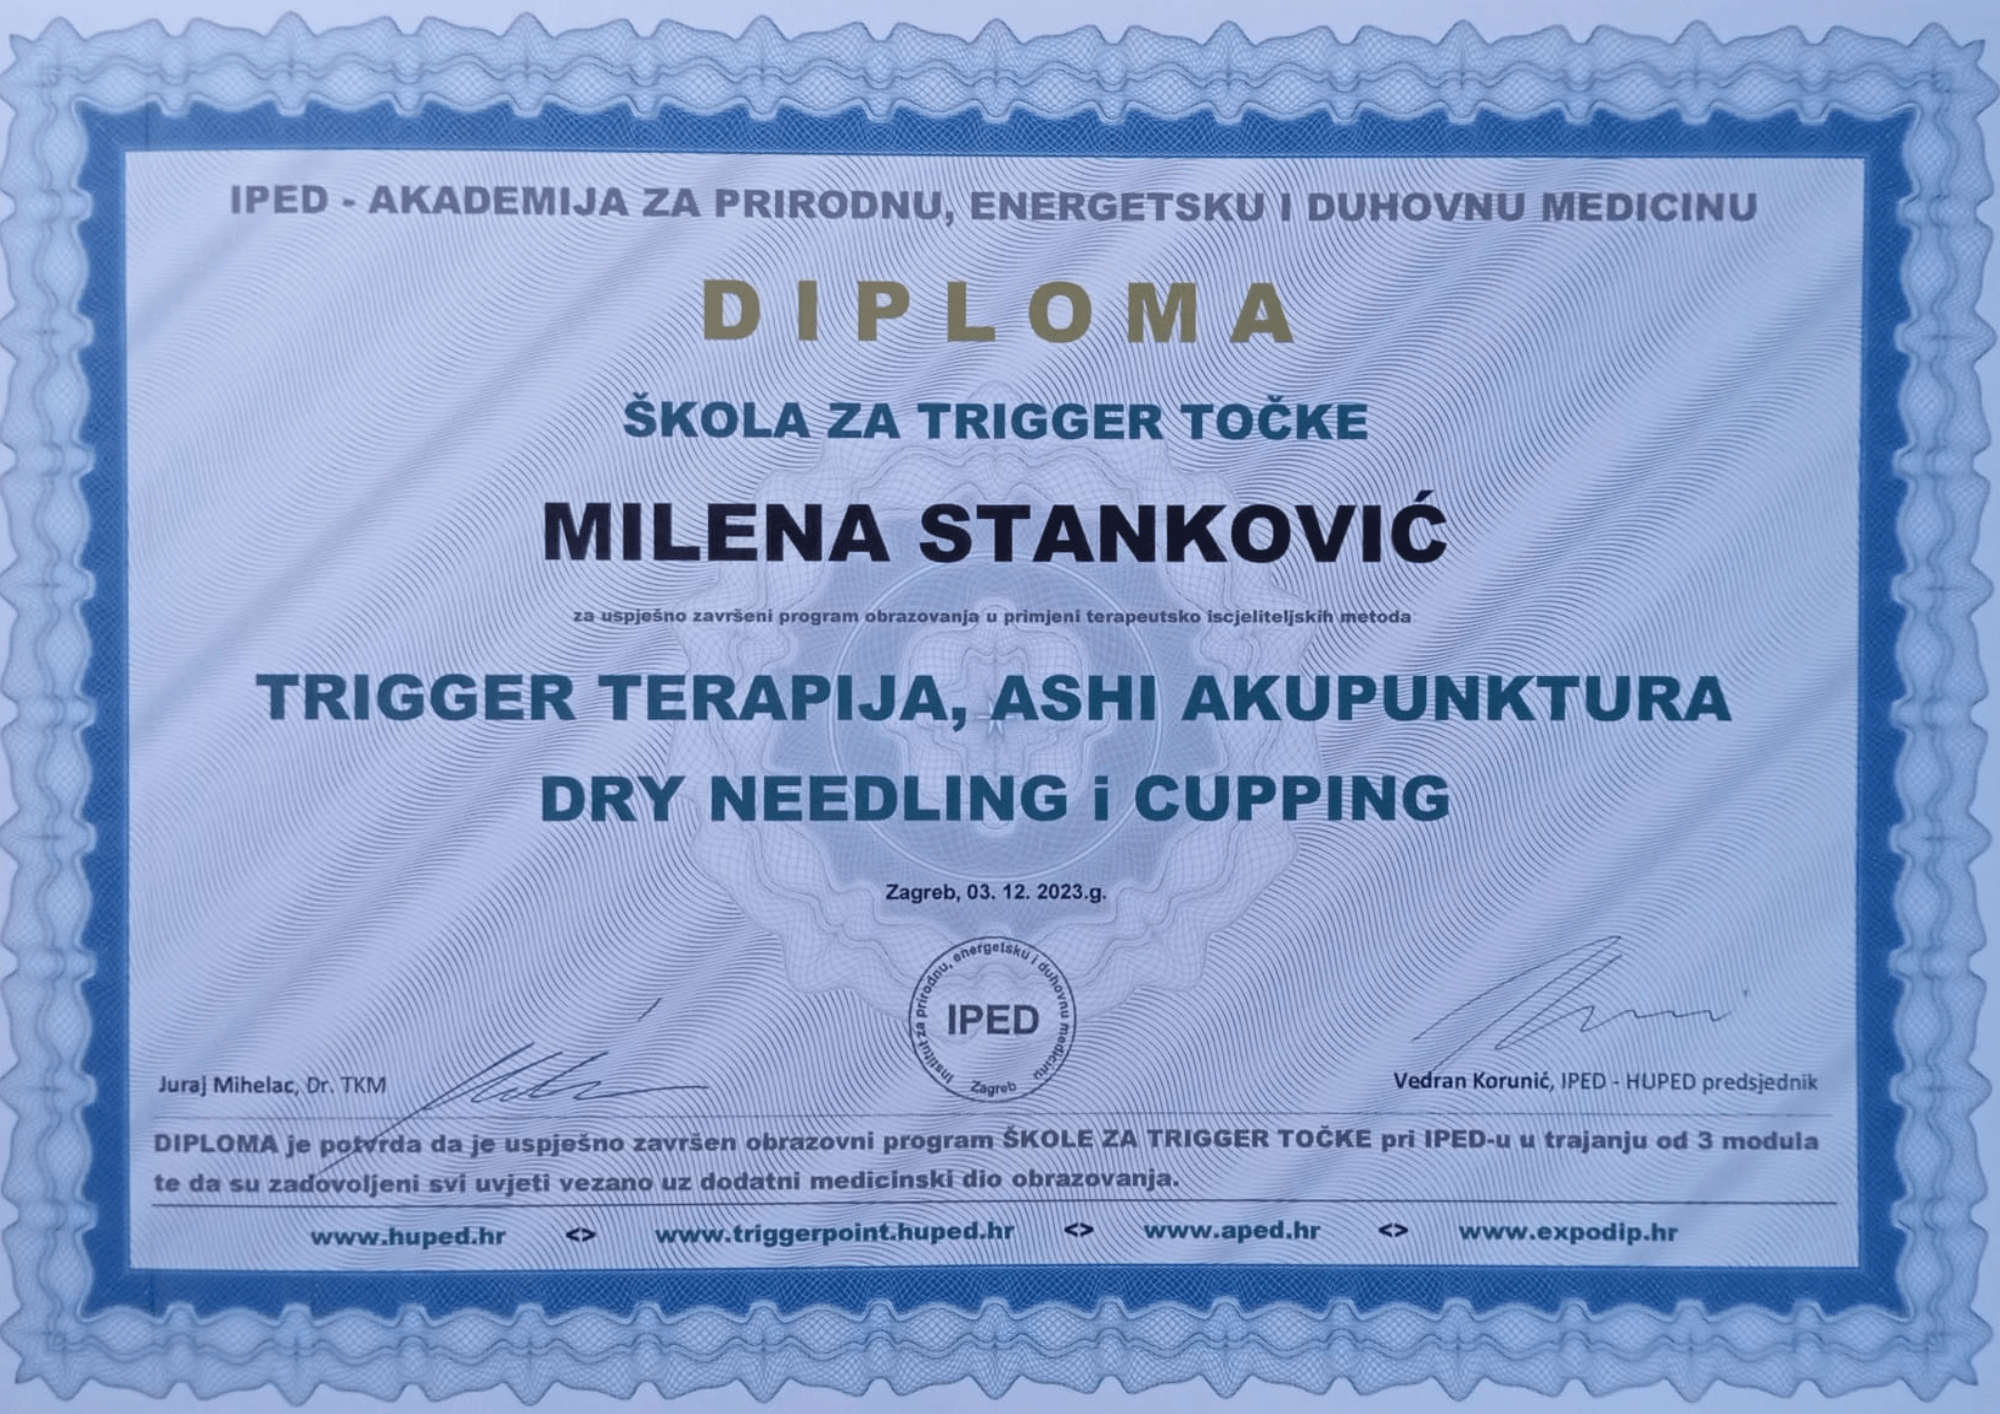 IPED - AKADEMIJA ZA PRIRODNU, ENERGETSKU I DUHOVNU MEDICINU
DIPLOMA
ŠKOLA ZA TRIGGER TOČKE
MILENA STANKOVIĆ
za uspješno završeni program obrazovanja u primjeni terapeutsko iscjeliteljskih metoda
TRIGGER TERAPIJA, ASHI AKUPUNKTURA
DRY NEEDLING i CUPPING
Zagreb, 03. 12. 2023.g.
Institut za prirodnu, energetsku i duhovnu medicinu
IPED
Zagreb
Juraj Mihelac, Dr. TKM
Vedran Korunić, IPED - HUPED predsjednik
DIPLOMA je potvrda da je uspješno završen obrazovni program ŠKOLE ZA TRIGGER TOČKE pri IPED-u u trajanju od 3 modula
te da su zadovoljeni svi uvjeti vezano uz dodatni medicinski dio obrazovanja.
www.huped.hr <> www.triggerpoint.huped.hr <> www.aped.hr <> www.expodip.hr